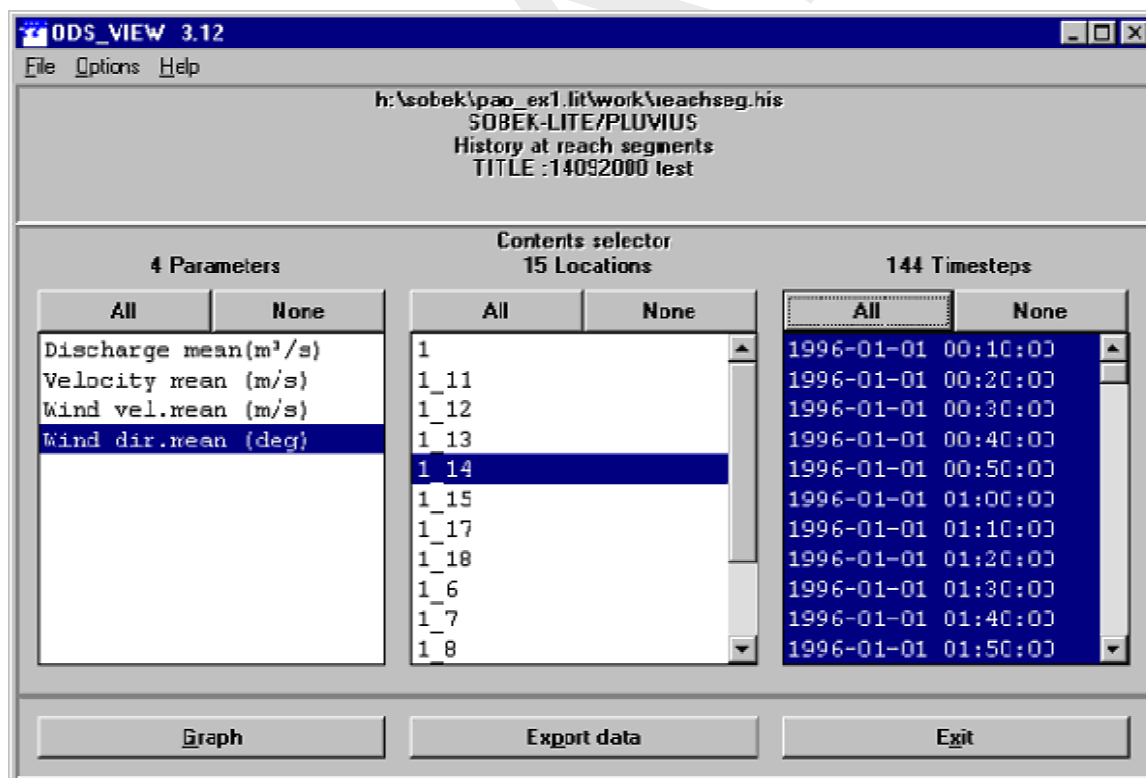 ODS_VIEW 3.12
File Options Help
h:\sobek\pao_ex1.lit\work\reachseg.his
SOBEK-LITE/PLUVIUS
History at reach segments
TITLE :14092000 test
Contents selector
4 Parameters 15 Locations 144 Timesteps
All None All None All None
Discharge mean(m³/s)
Velocity mean (m/s)
Wind vel.mean (m/s)
Wind dir.mean (deg)
1
1_11
1_12
1_13
1_14
1_15
1_17
1_18
1_6
1_7
1_8
1996-01-01 00:10:00
1996-01-01 00:20:00
1996-01-01 00:30:00
1996-01-01 00:40:00
1996-01-01 00:50:00
1996-01-01 01:00:00
1996-01-01 01:10:00
1996-01-01 01:20:00
1996-01-01 01:30:00
1996-01-01 01:40:00
1996-01-01 01:50:00
Graph Export data Exit